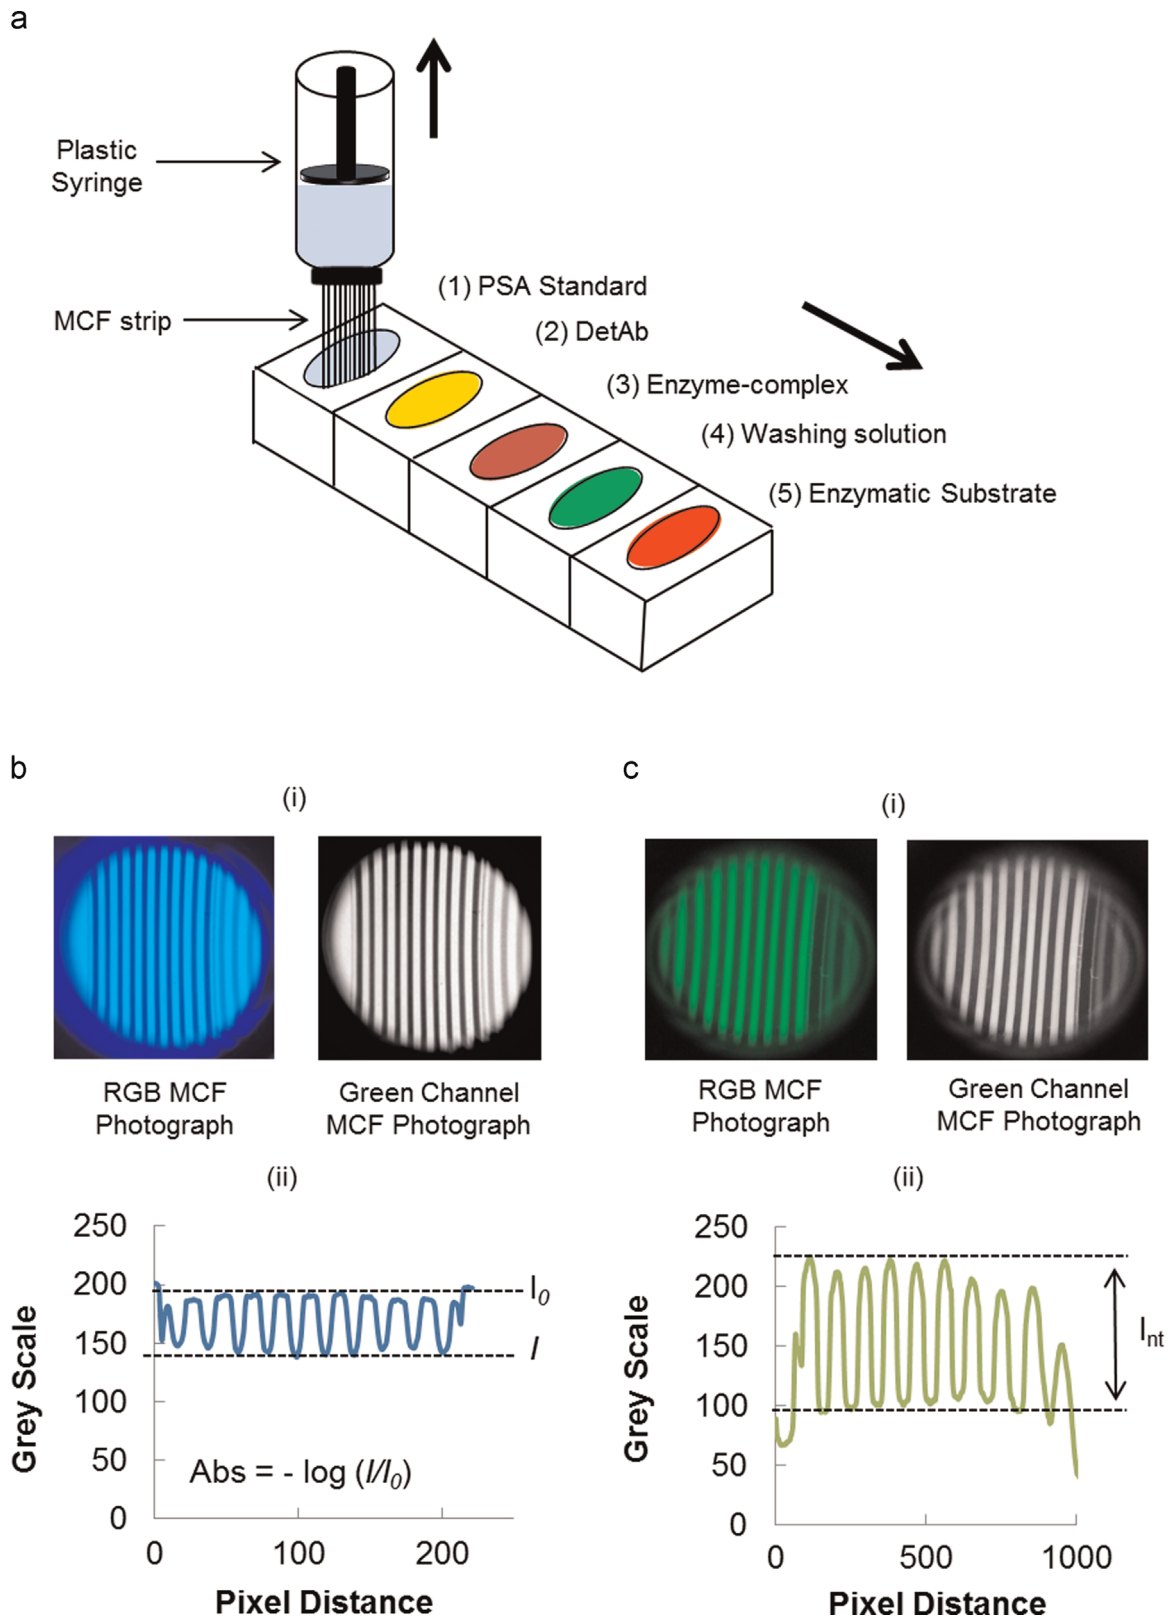 a
Plastic
Syringe
MCF strip
(1) PSA Standard
(2) DetAb
(3) Enzyme-complex
(4) Washing solution
(5) Enzymatic Substrate
b
(i)
RGB MCF
Photograph
Green Channel
MCF Photograph
(ii)
Grey Scale
250
200
150
100
50
0
I0
I
Abs = - log (I/I0)
0 100 200
Pixel Distance
c
(i)
RGB MCF
Photograph
Green Channel
MCF Photograph
(ii)
Grey Scale
250
200
150
100
50
0
Int
0 500 1000
Pixel Distance